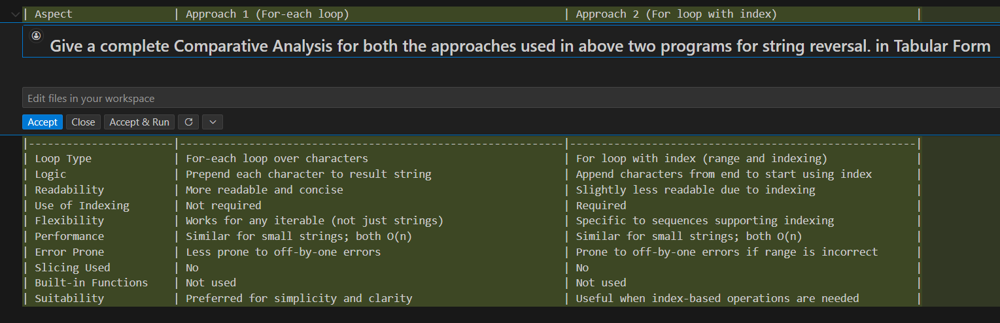 | Aspect | Approach 1 (For-each loop) | Approach 2 (For loop with index) |
Give a complete Comparative Analysis for both the approaches used in above two programs for string reversal. in Tabular Form
Edit files in your workspace
Accept Close Accept & Run
|-----------------------|-------------------------------------------------------------|-------------------------------------------------------|
| Loop Type | For-each loop over characters | For loop with index (range and indexing) |
| Logic | Prepend each character to result string | Append characters from end to start using index |
| Readability | More readable and concise | Slightly less readable due to indexing |
| Use of Indexing | Not required | Required |
| Flexibility | Works for any iterable (not just strings) | Specific to sequences supporting indexing |
| Performance | Similar for small strings; both O(n) | Similar for small strings; both O(n) |
| Error Prone | Less prone to off-by-one errors | Prone to off-by-one errors if range is incorrect |
| Slicing Used | No | No |
| Built-in Functions | Not used | Not used |
| Suitability | Preferred for simplicity and clarity | Useful when index-based operations are needed |